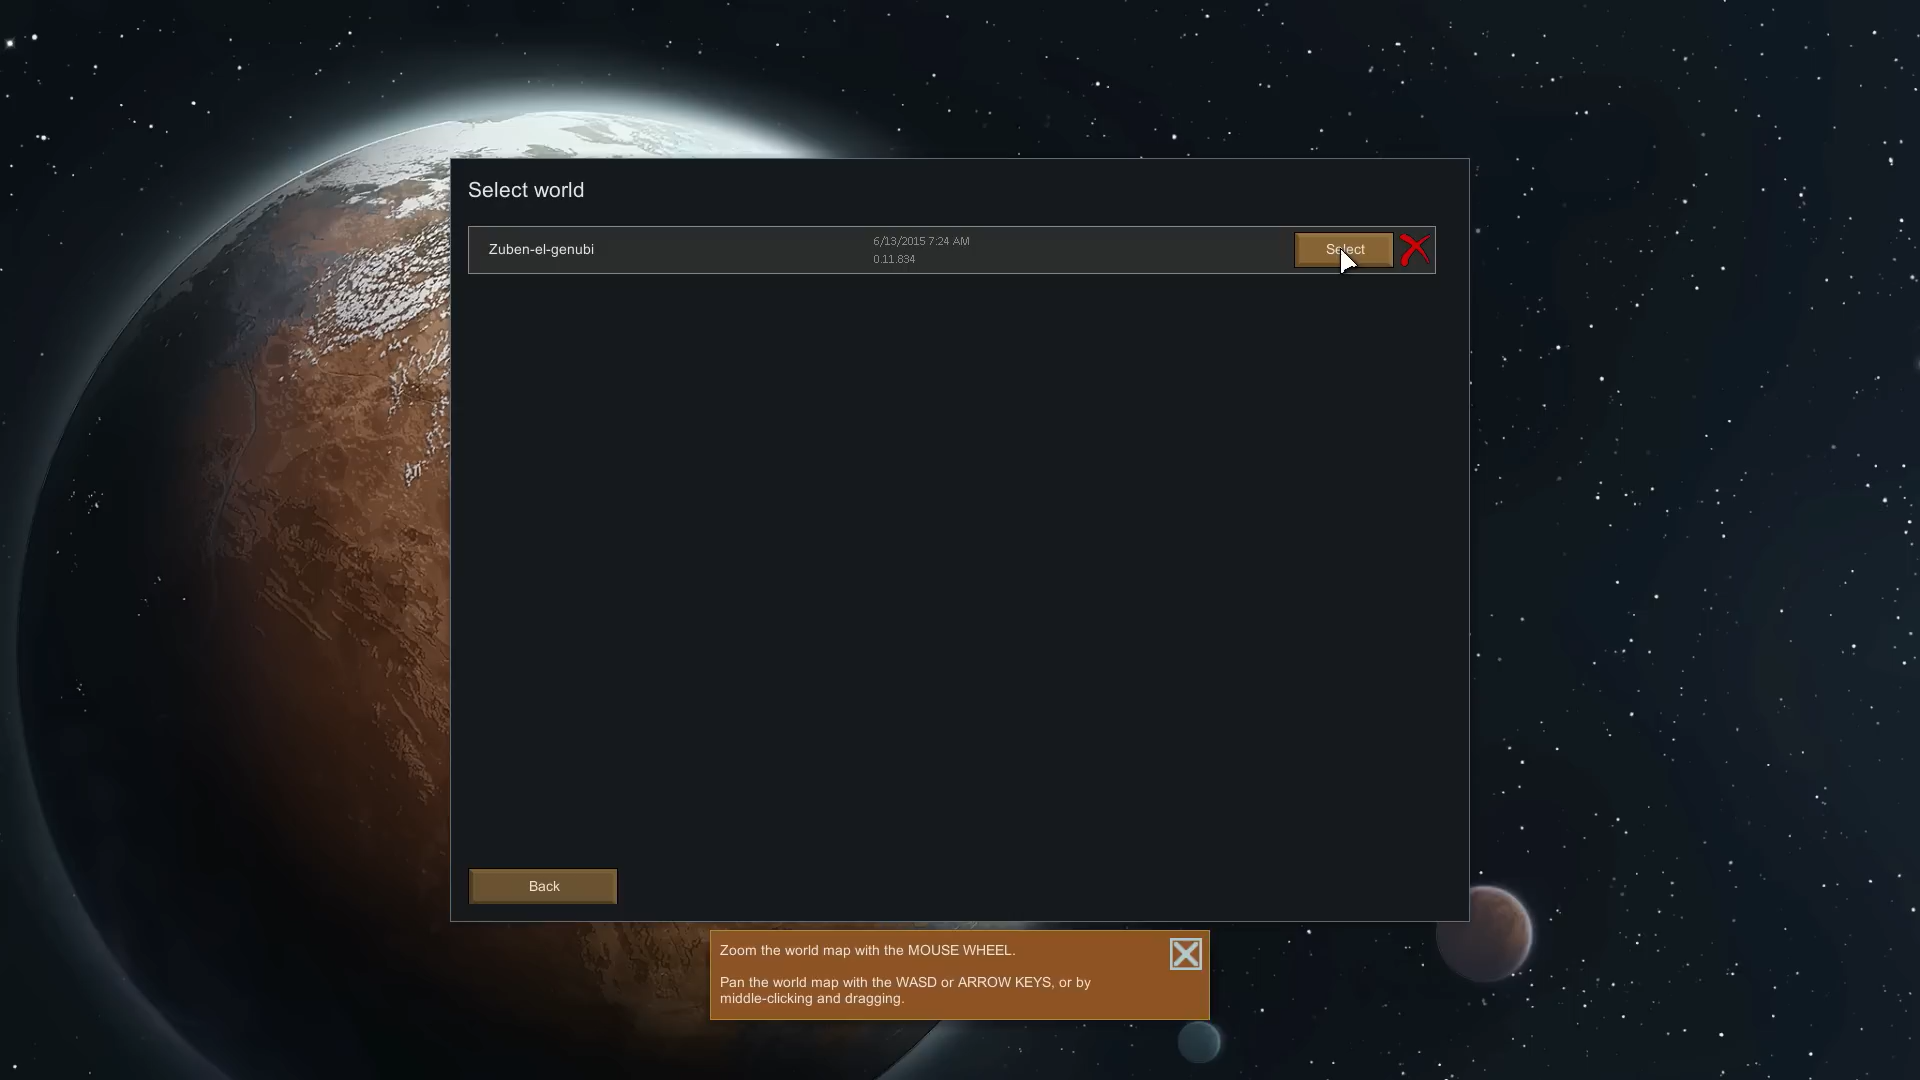 Select world
Zuben-el-genubi
6/13/2015 7:24 AM
0.11.834
Select
Back
Zoom the world map with the MOUSE WHEEL.
Pan the world map with the WASD or ARROW KEYS, or by
middle-clicking and dragging.